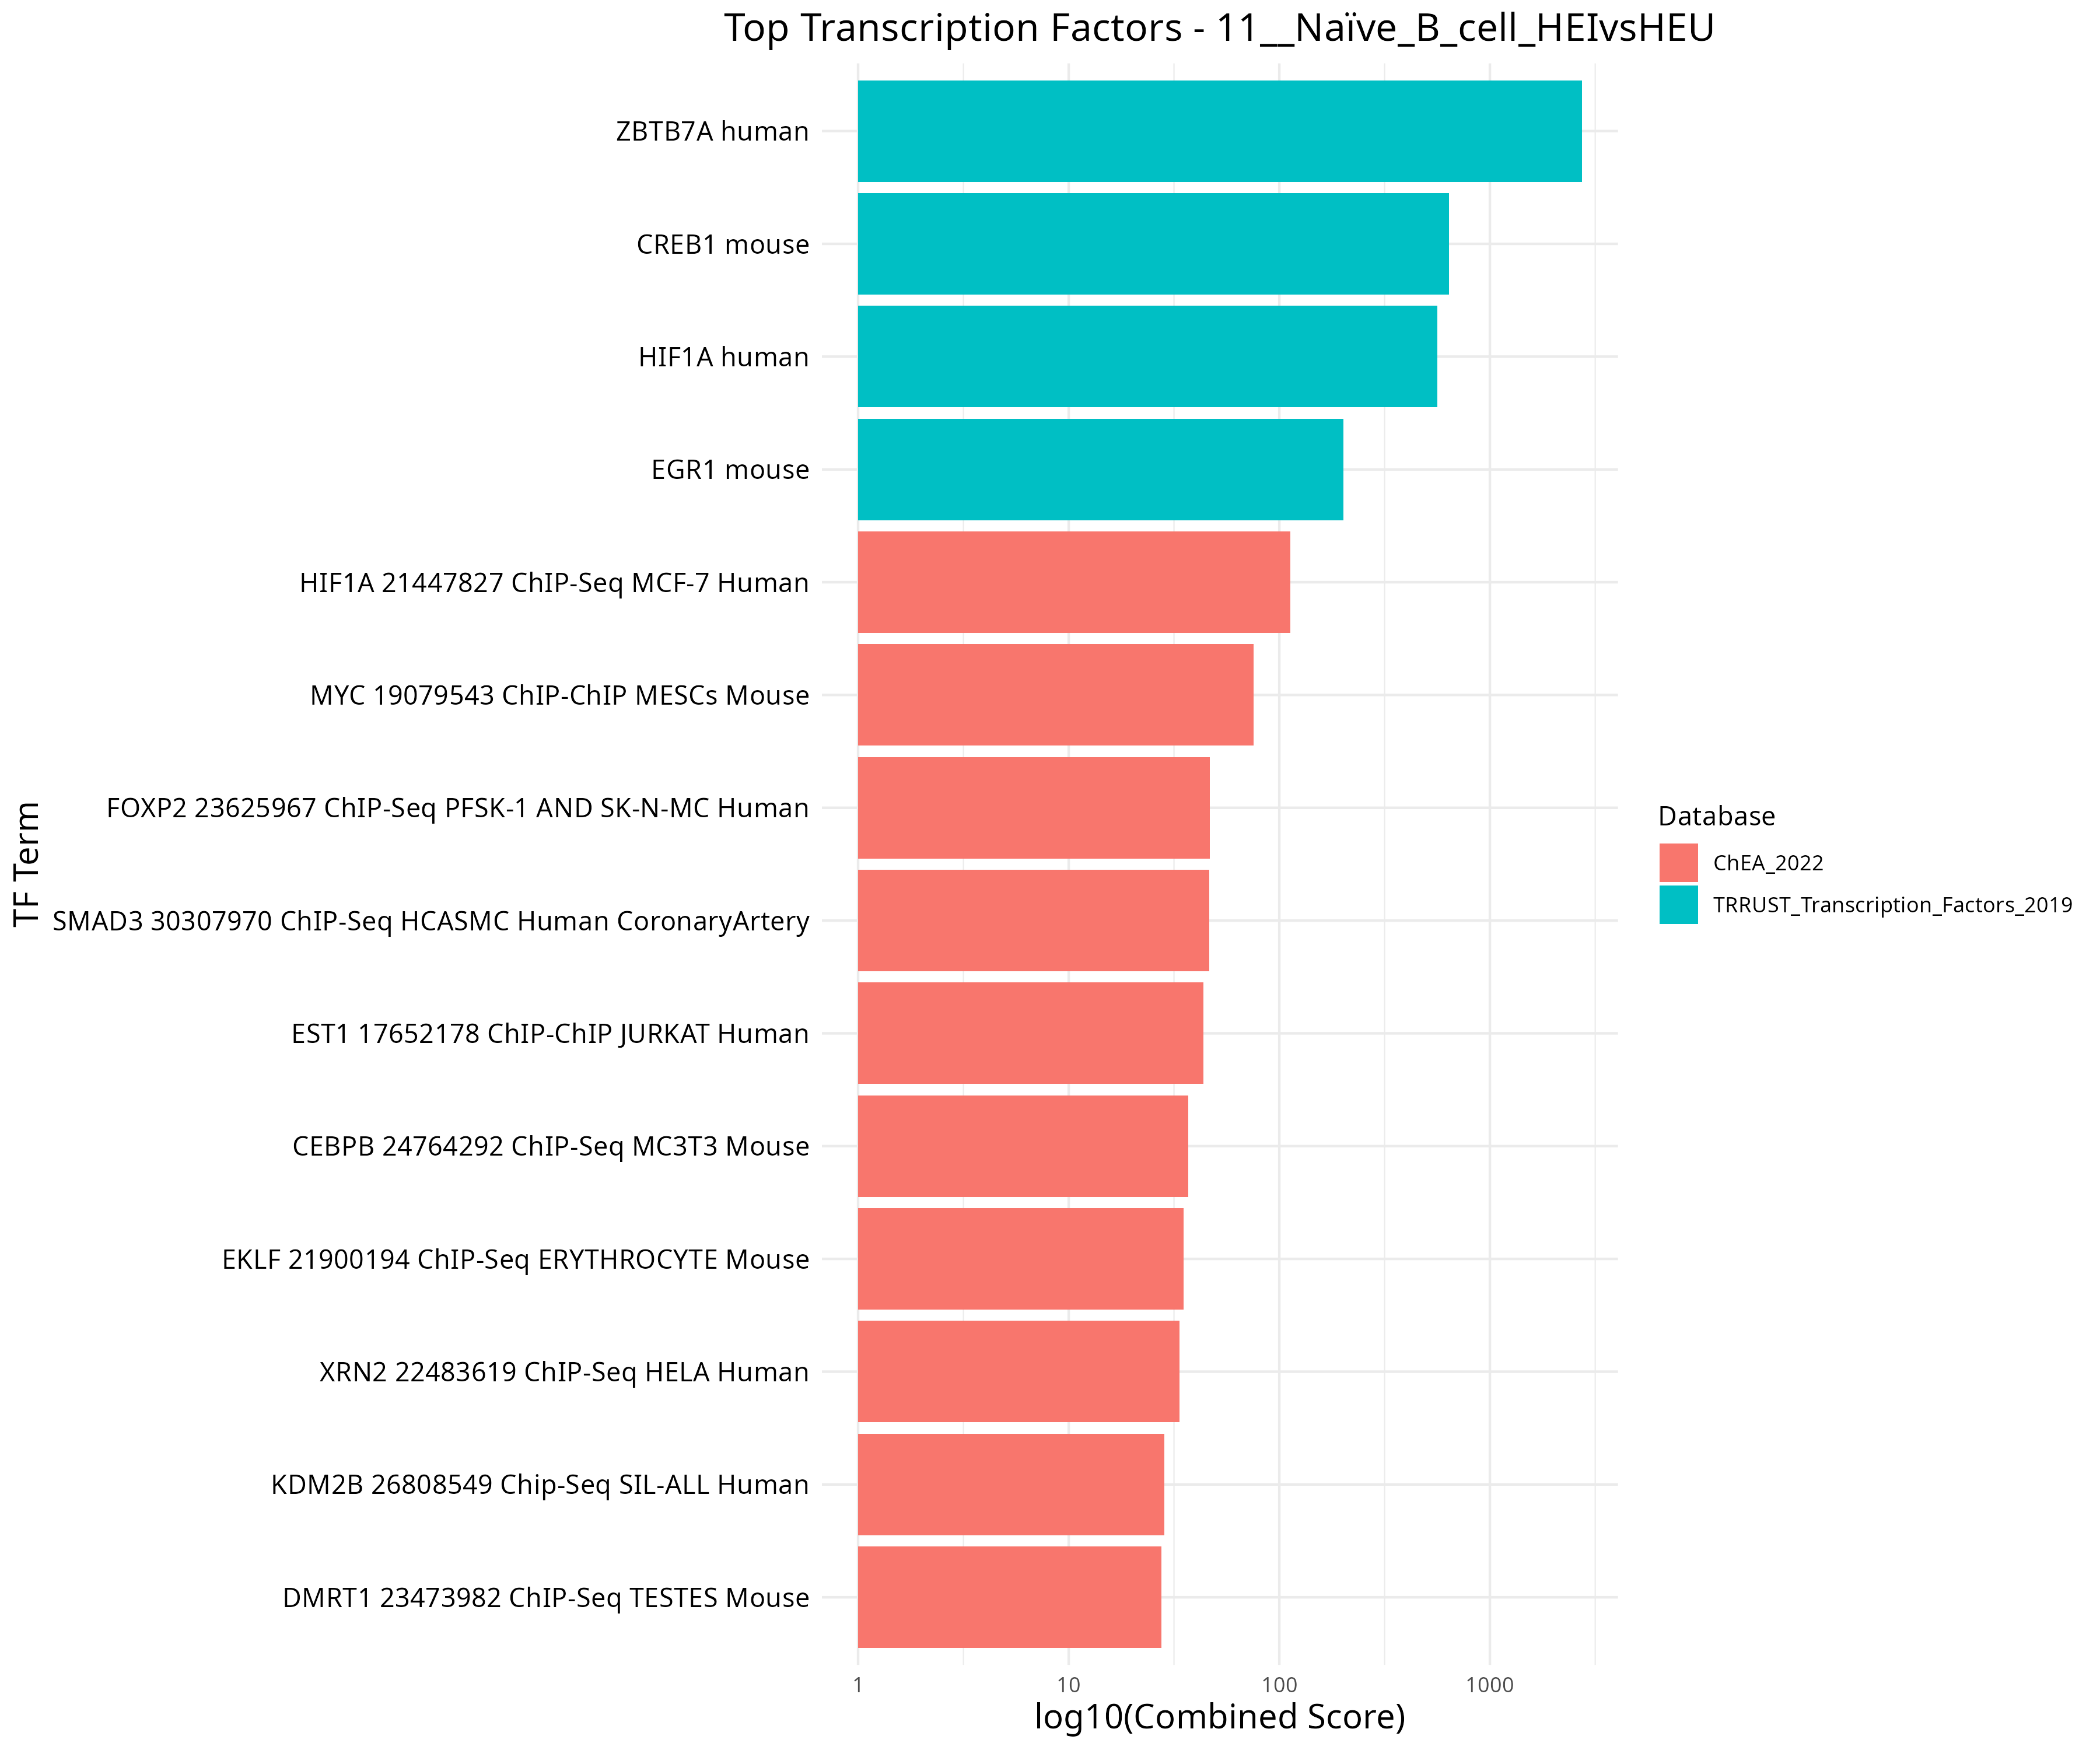 Top Transcription Factors - 11__Naïve_B_cell_HEIvsHEU
TF Term
ZBTB7A human
CREB1 mouse
HIF1A human
EGR1 mouse
HIF1A 21447827 ChIP-Seq MCF-7 Human
MYC 19079543 ChIP-ChIP MESCs Mouse
FOXP2 23625967 ChIP-Seq PFSK-1 AND SK-N-MC Human
SMAD3 30307970 ChIP-Seq HCASMC Human CoronaryArtery
EST1 17652178 ChIP-ChIP JURKAT Human
CEBPB 24764292 ChIP-Seq MC3T3 Mouse
EKLF 21900194 ChIP-Seq ERYTHROCYTE Mouse
XRN2 22483619 ChIP-Seq HELA Human
KDM2B 26808549 Chip-Seq SIL-ALL Human
DMRT1 23473982 ChIP-Seq TESTES Mouse
1 10 100 1000
log10(Combined Score)
Database
ChEA_2022
TRRUST_Transcription_Factors_2019